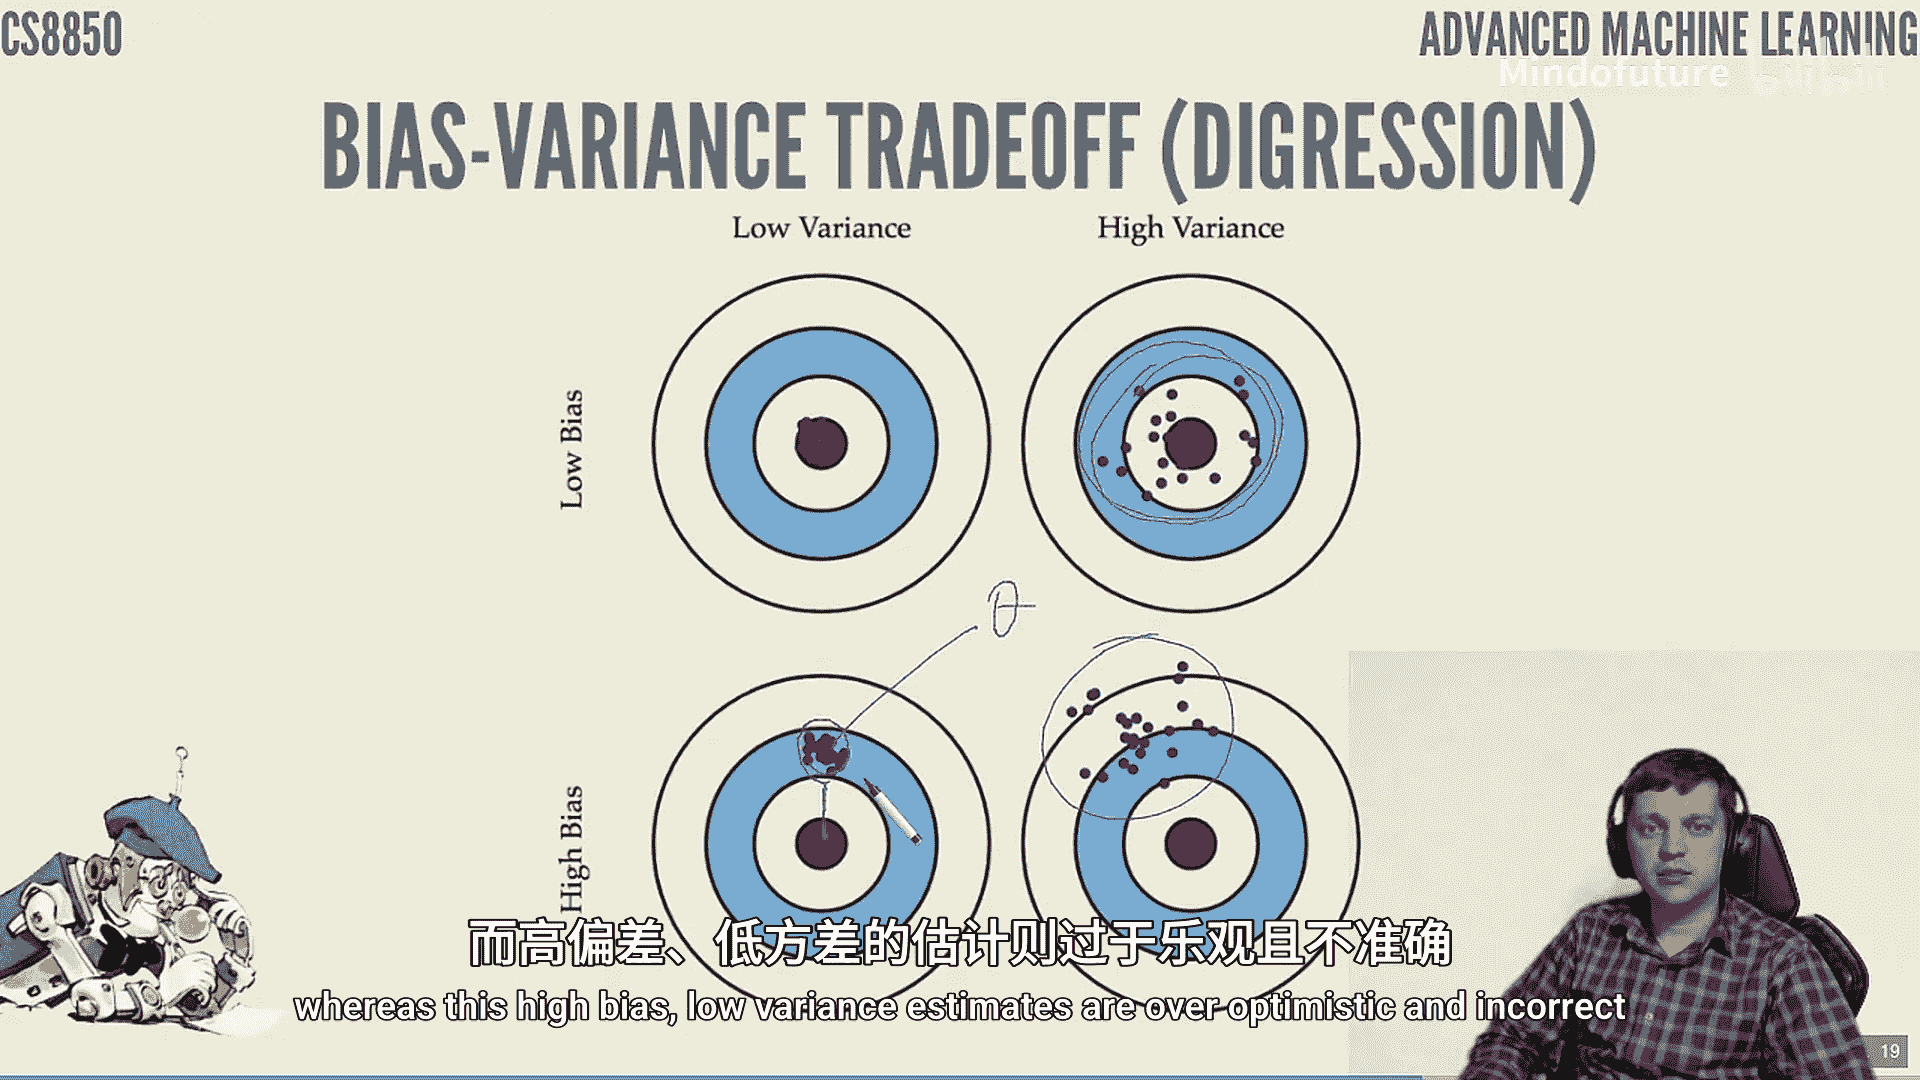 CS8850
ADVANCED MACHINE LEARNING
Mindofuture
BIAS-VARIANCE TRADEOFF (DIGRESSION)
Low Variance
High Variance
Low Bias
θ
High Bias
而高偏差、低方差的估计则过于乐观且不准确
whereas this high bias, low variance estimates are over optimistic and incorrect
19